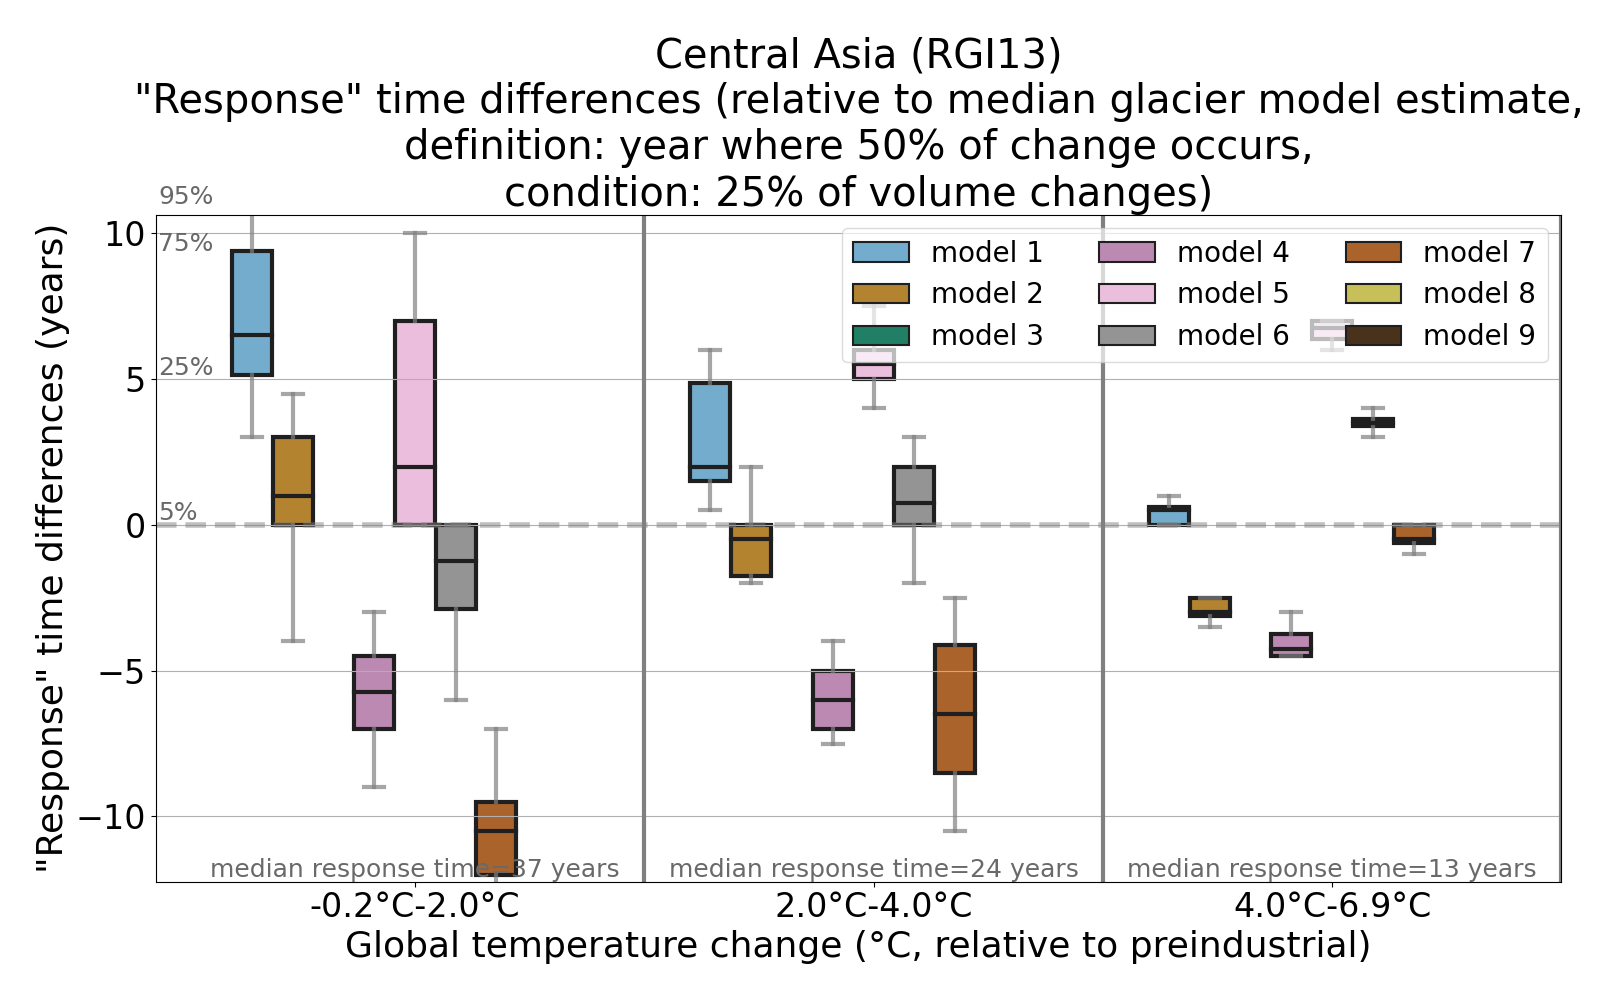 Central Asia (RGI13)
"Response" time differences (relative to median glacier model estimate,
definition: year where 50% of change occurs,
condition: 25% of volume changes)
95%
75%
25%
5%
10
5
0
−5
−10
"Response" time differences (years)
model 1
model 2
model 3
model 4
model 5
model 6
model 7
model 8
model 9
median response time=37 years
median response time=24 years
median response time=13 years
-0.2°C-2.0°C
2.0°C-4.0°C
4.0°C-6.9°C
Global temperature change (°C, relative to preindustrial)